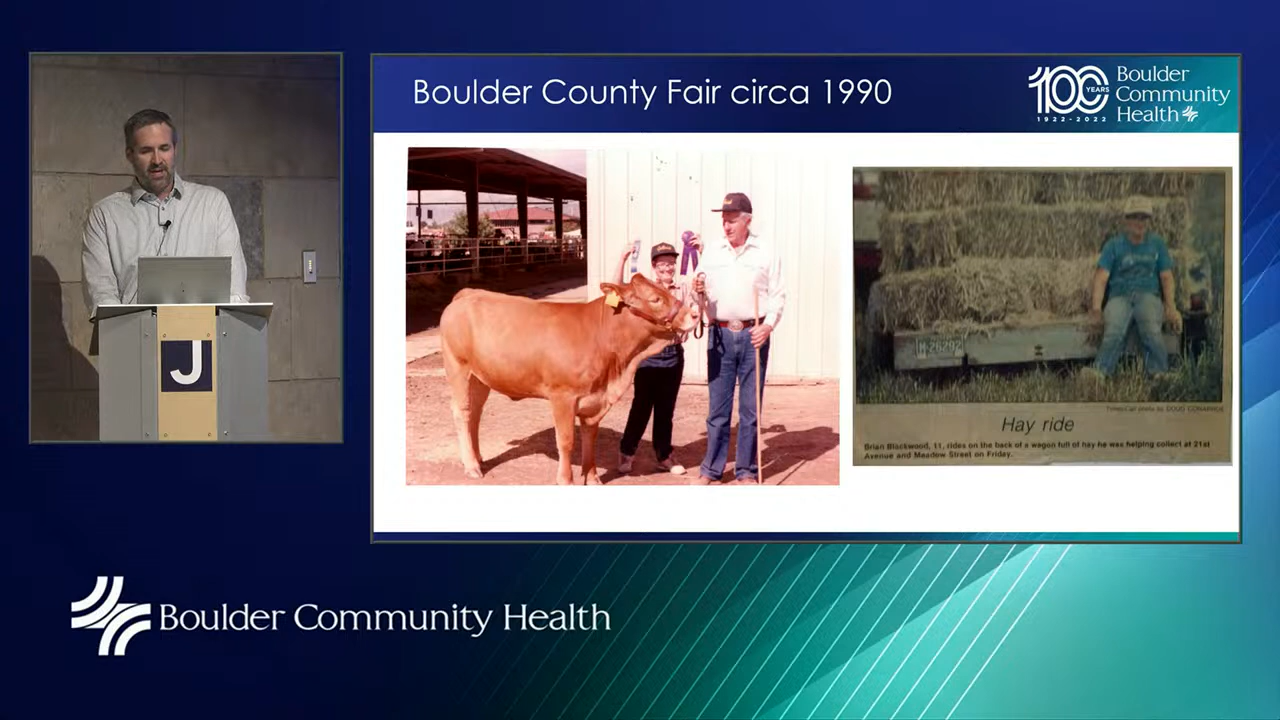 Boulder County Fair circa 1990
100
YEARS
1922-2022
Boulder
Community
Health
J
M-26292
Hay ride
Brian Blackwood, 11, rides on the back of a wagon full of hay he was helping collect at 21st
Avenue and Meadow Street on Friday.
Boulder Community Health